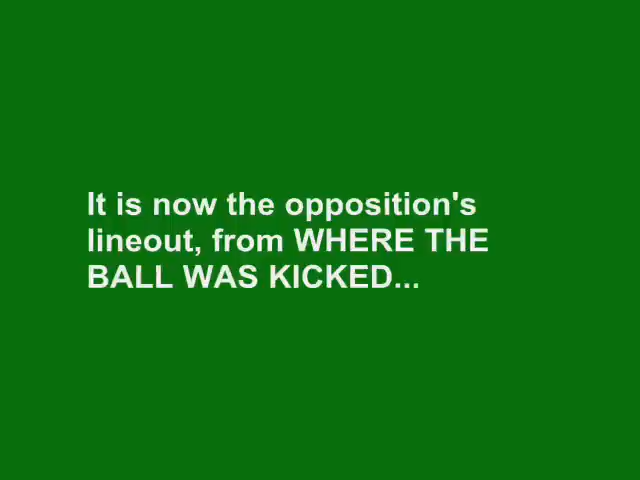 It is now the opposition's
lineout, from WHERE THE
BALL WAS KICKED...